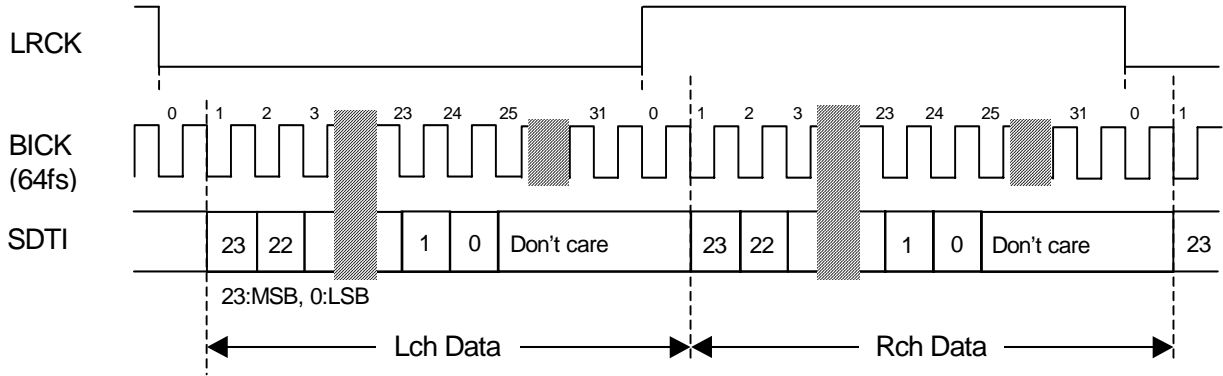 LRCK
0 1 2 3 23 24 25 31 0 1 2 3 23 24 25 31 0 1
BICK
(64fs)
SDTI 23 22 1 0 Don't care 23 22 1 0 Don't care 23
23:MSB, 0:LSB
Lch Data Rch Data